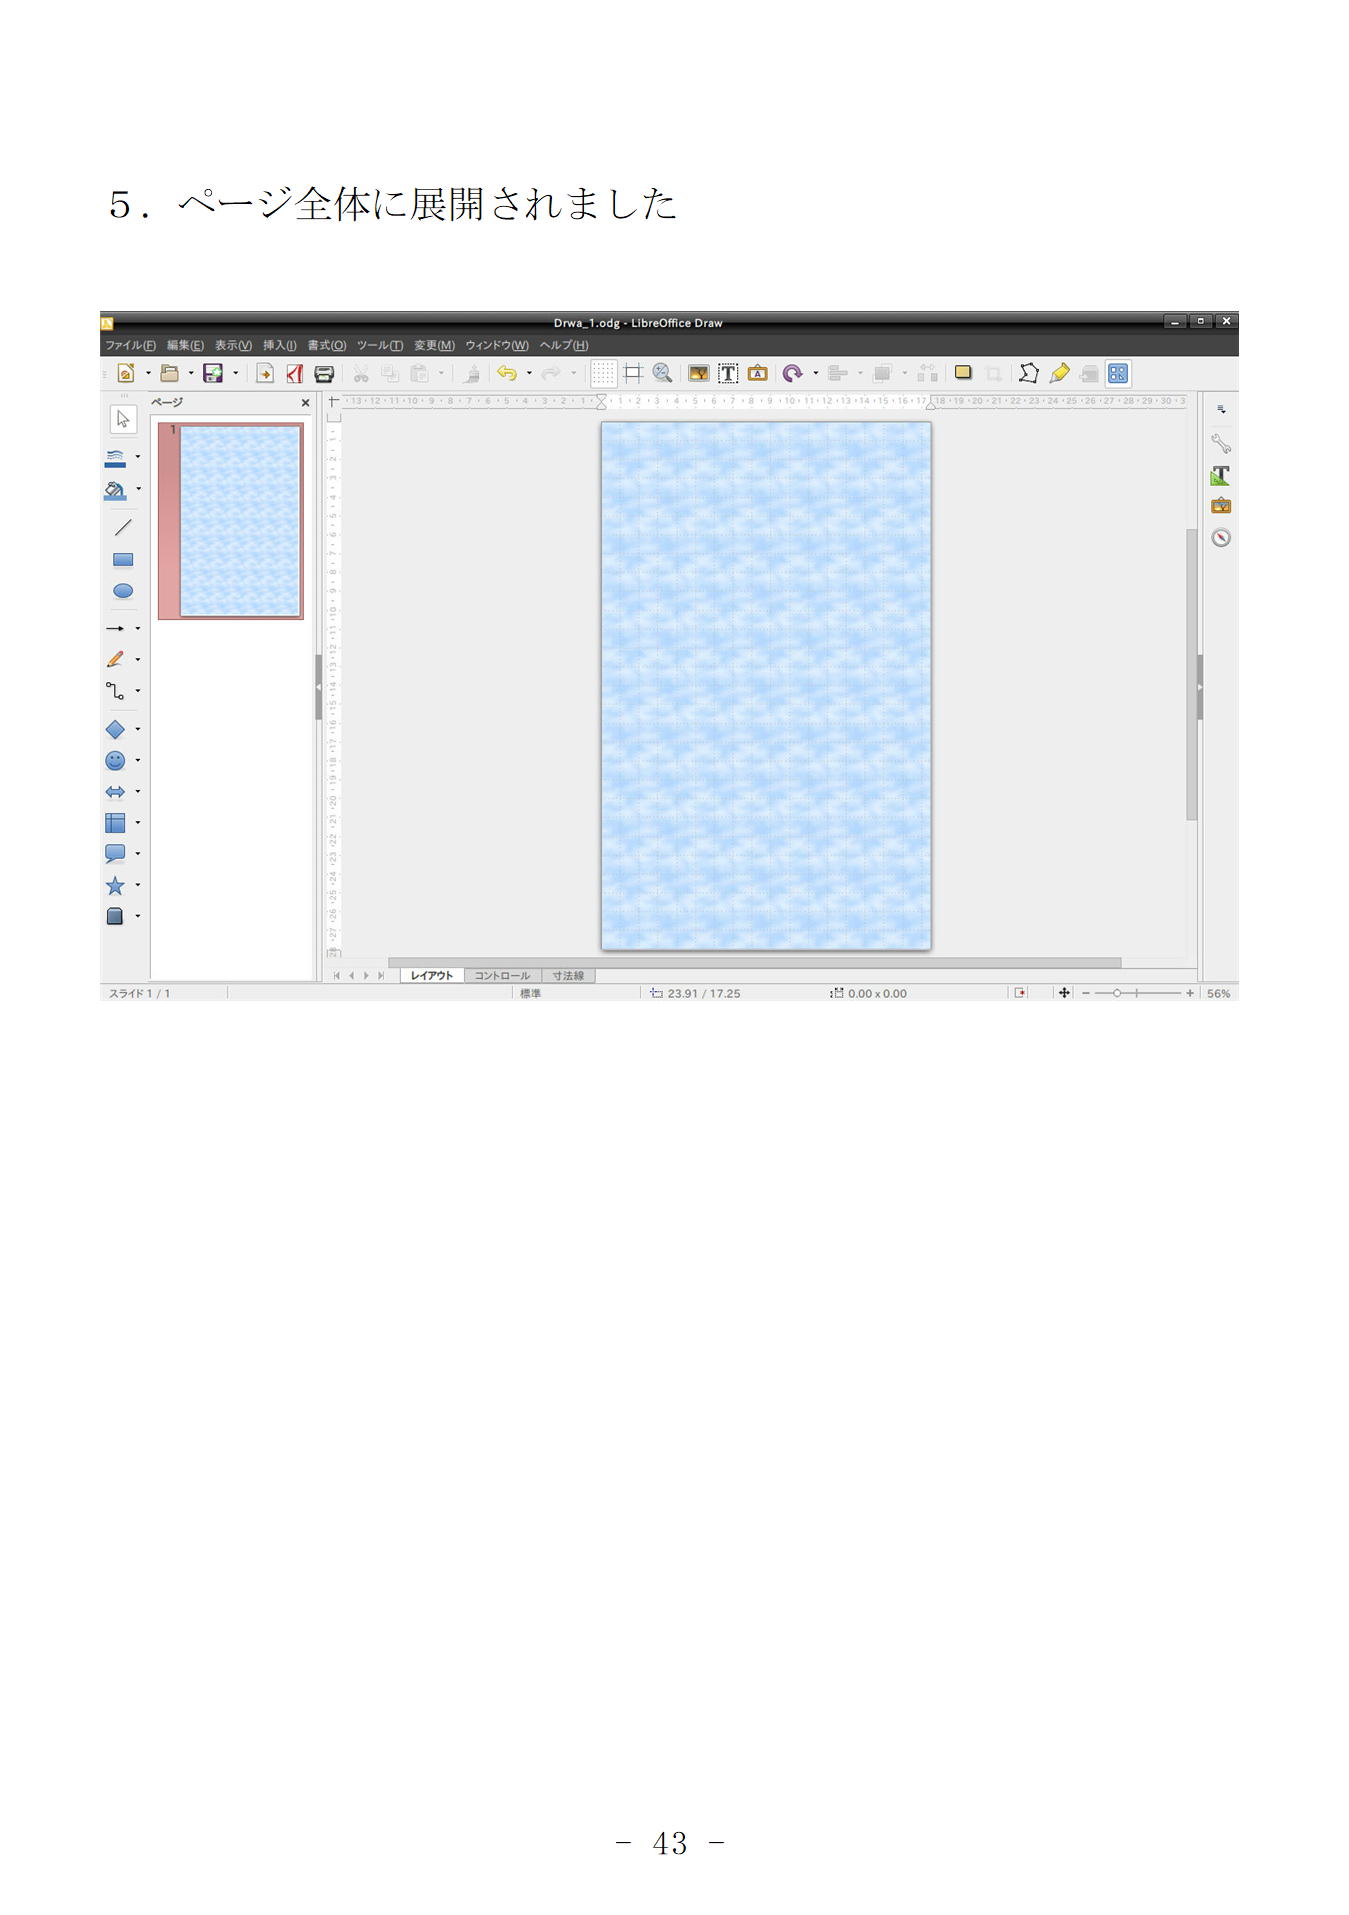 ５．ページ全体に展開されました
Drwa_1.odg - LibreOffice Draw
ファイル(F) 編集(E) 表示(V) 挿入(I) 書式(O) ツール(T) 変更(M) ウィンドウ(W) ヘルプ(H)
ページ
1
レイアウト コントロール 寸法線
スライド 1 / 1 標準 23.91 / 17.25 0.00 x 0.00 56%
- 43 -